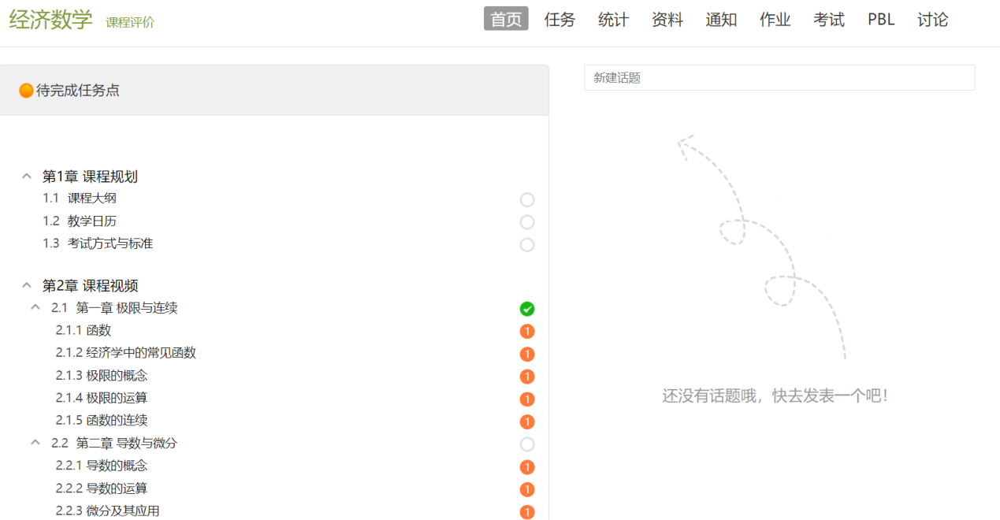 经济数学 课程评价
首页 任务 统计 资料 通知 作业 考试 PBL 讨论
待完成任务点
新建话题
第1章 课程规划
1.1 课程大纲
1.2 教学日历
1.3 考试方式与标准
第2章 课程视频
2.1 第一章 极限与连续
2.1.1 函数 1
2.1.2 经济学中的常见函数 1
2.1.3 极限的概念 1
2.1.4 极限的运算 1
2.1.5 函数的连续 1
2.2 第二章 导数与微分
2.2.1 导数的概念 1
2.2.2 导数的运算 1
2.2.3 微分及其应用 1
还没有话题哦，快去发表一个吧！